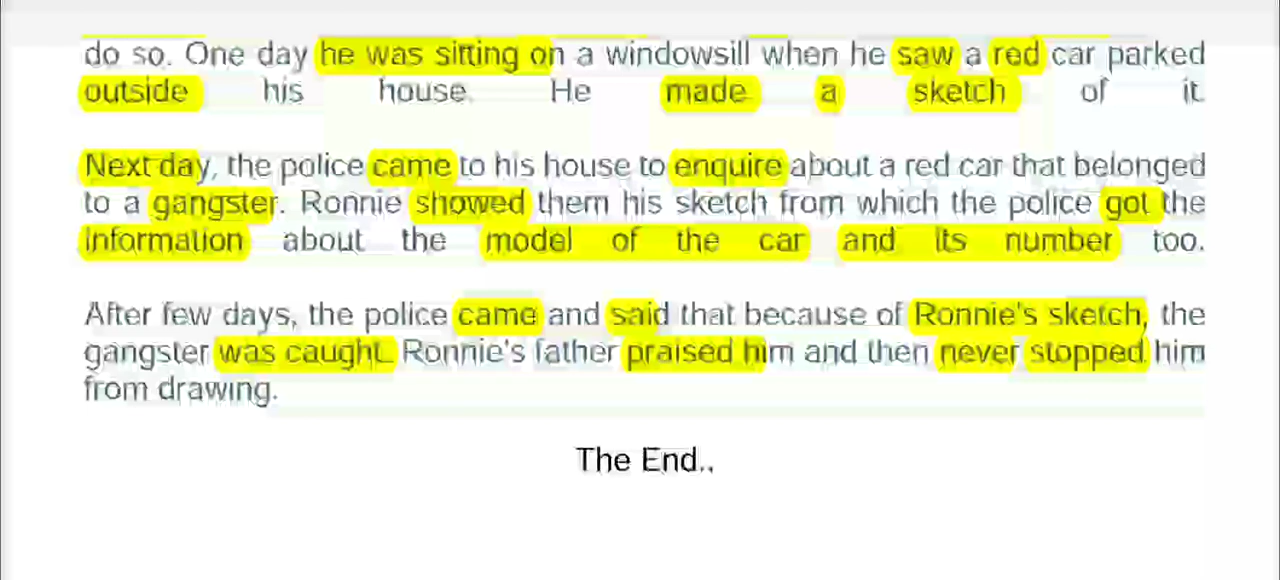 do so. One day he was sitting on a windowsill when he saw a red car parked
outside his house. He made a sketch of it.
Next day, the police came to his house to enquire about a red car that belonged
to a gangster. Ronnie showed them his sketch from which the police got the
information about the model of the car and its number too.
After few days, the police came and said that because of Ronnie's sketch, the
gangster was caught. Ronnie's father praised him and then never stopped him
from drawing.
The End..